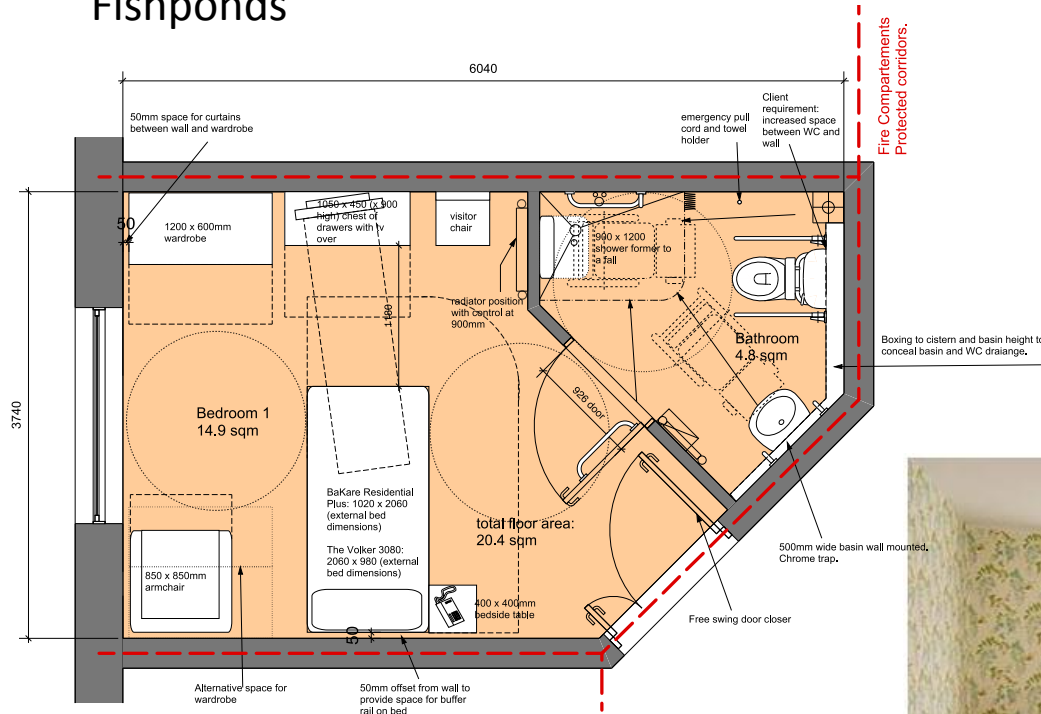 Fishponds
6040
Fire Compartements
Protected corridors.
50mm space for curtains
between wall and wardrobe
emergency pull
cord and towel
holder
Client
requirement:
increased space
between WC and
wall
50
1200 x 600mm
wardrobe
1050 x 450 (x 900
high) chest of
drawers with tv
over
visitor
chair
900 x 1200
shower former to
a fall
radiator position
with control at
900mm
1180
3740
Bathroom
4.8 sqm
Boxing to cistern and basin height to
conceal basin and WC draiange.
926 door
Bedroom 1
14.9 sqm
BaKare Residential
Plus: 1020 x 2060
(external bed
dimensions)
The Volker 3080:
2060 x 980 (external
bed dimensions)
total floor area:
20.4 sqm
500mm wide basin wall mounted.
Chrome trap.
850 x 850mm
armchair
400 x 400mm
bedside table
Free swing door closer
50
Alternative space for
wardrobe
50mm offset from wall to
provide space for buffer
rail on bed